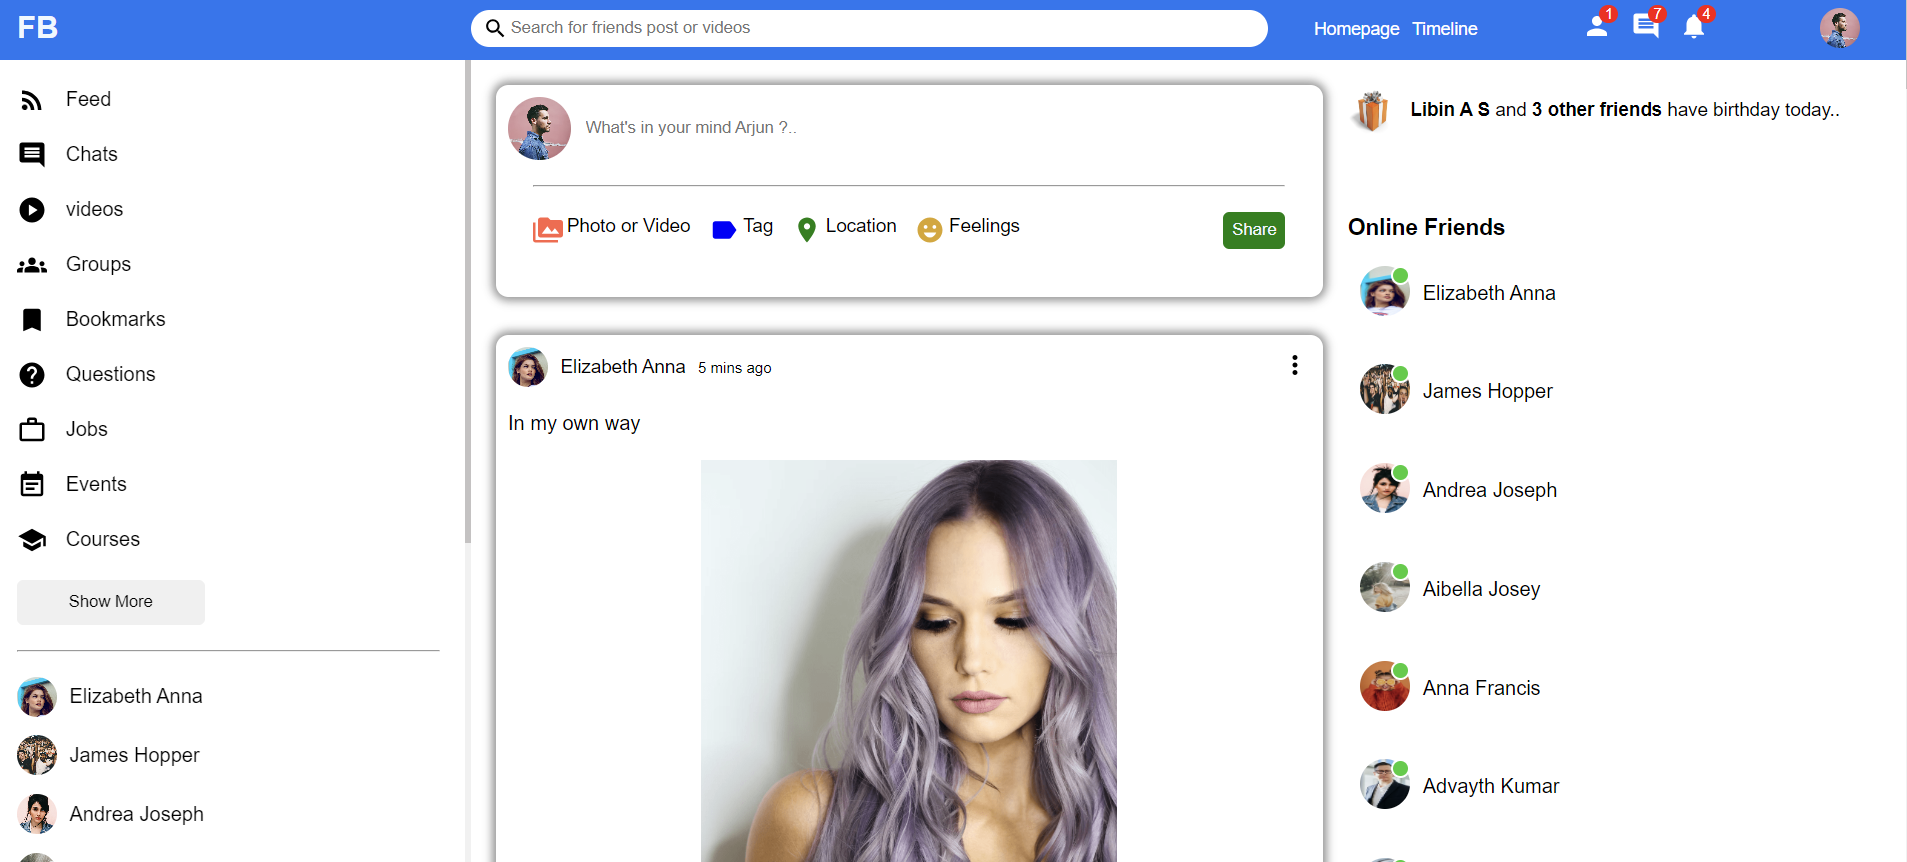 FB
Search for friends post or videos
Homepage Timeline
1
7
4
Feed
Chats
videos
Groups
Bookmarks
Questions
Jobs
Events
Courses
Show More
Elizabeth Anna
James Hopper
Andrea Joseph
What's in your mind Arjun ?..
Photo or Video Tag Location Feelings Share
Elizabeth Anna 5 mins ago
In my own way
Libin A S and 3 other friends have birthday today..
Online Friends
Elizabeth Anna
James Hopper
Andrea Joseph
Aibella Josey
Anna Francis
Advayth Kumar